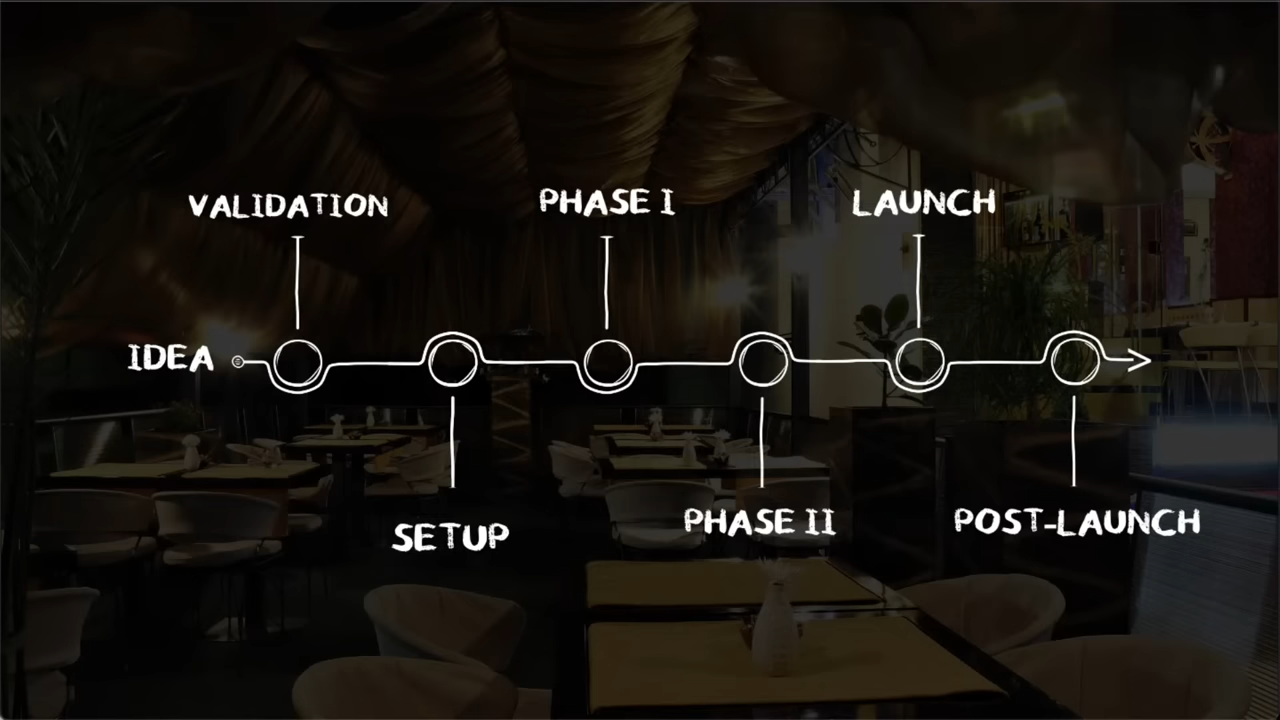 VALIDATION
PHASE I
LAUNCH
IDEA
SETUP
PHASE II
POST-LAUNCH